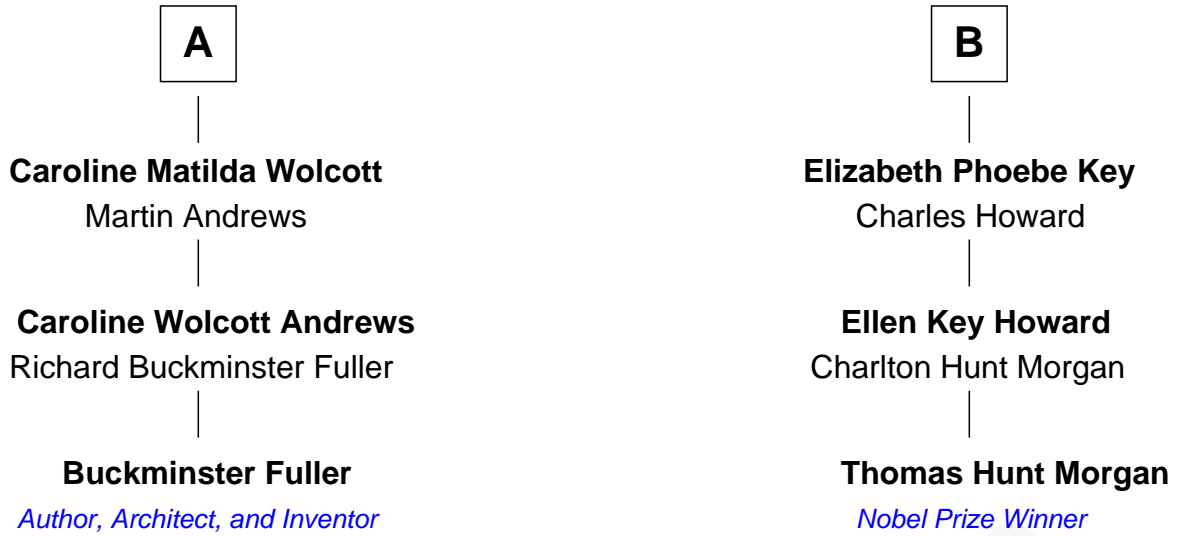 A
Caroline Matilda Wolcott
Martin Andrews
Caroline Wolcott Andrews
Richard Buckminster Fuller
Buckminster Fuller
Author, Architect, and Inventor
B
Elizabeth Phoebe Key
Charles Howard
Ellen Key Howard
Charlton Hunt Morgan
Thomas Hunt Morgan
Nobel Prize Winner